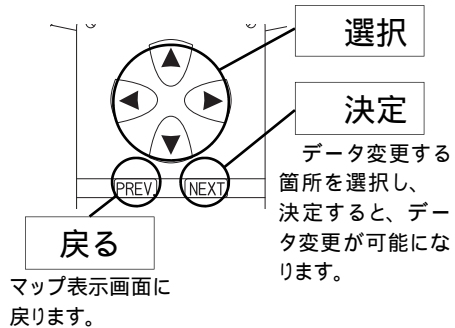 選択
決定
データ変更する
箇所を選択し、
決定すると、デー
タ変更が可能にな
ります。
PREV.
NEXT
戻る
マップ表示画面に
戻ります。